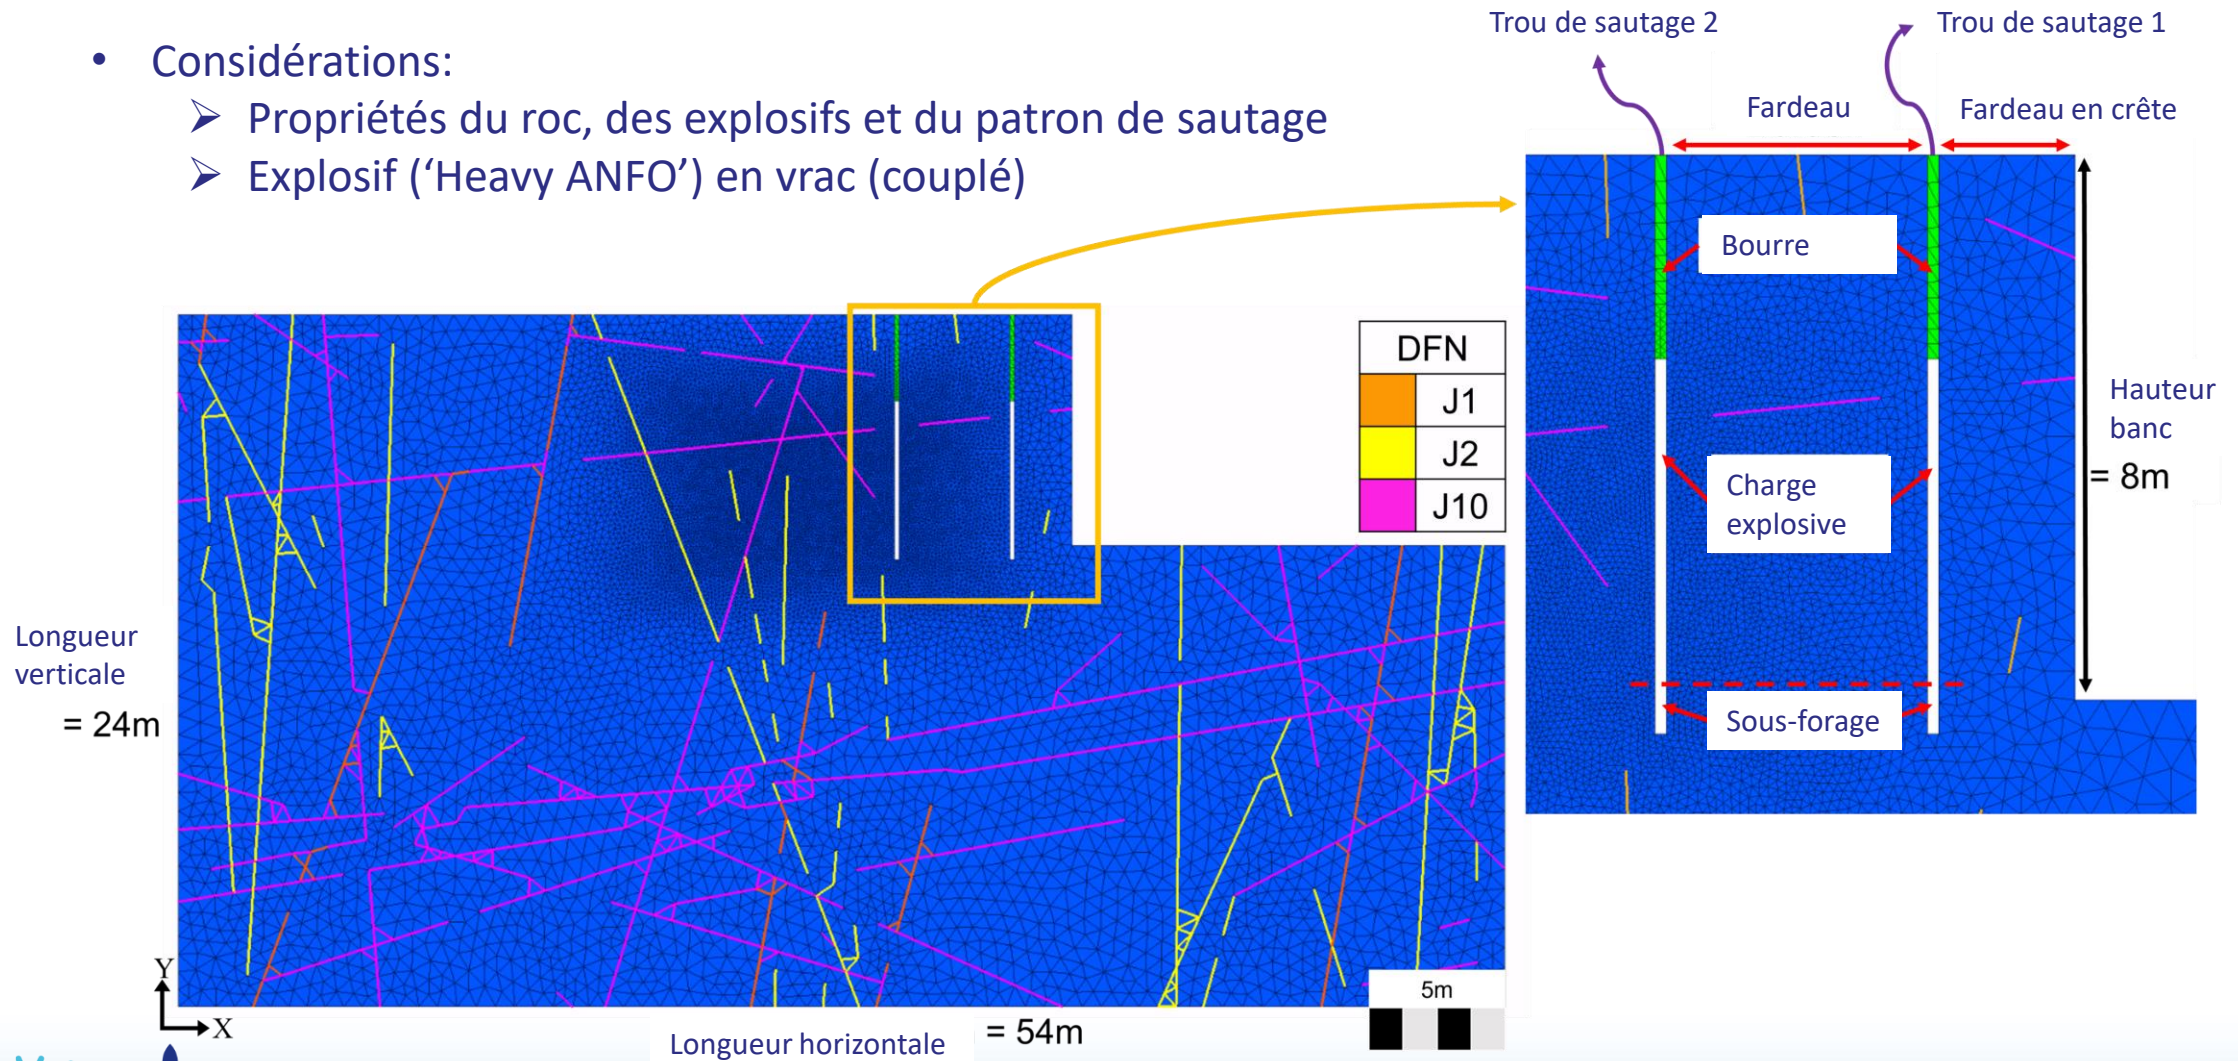 • Considérations:
➢ Propriétés du roc, des explosifs et du patron de sautage
➢ Explosif (‘Heavy ANFO’) en vrac (couplé)
Trou de sautage 2
Trou de sautage 1
Fardeau
Fardeau en crête
Bourre
Charge
explosive
Sous-forage
Hauteur
banc
= 8m
DFN
J1
J2
J10
Longueur
verticale
= 24m
Y
X
Longueur horizontale
= 54m
5m